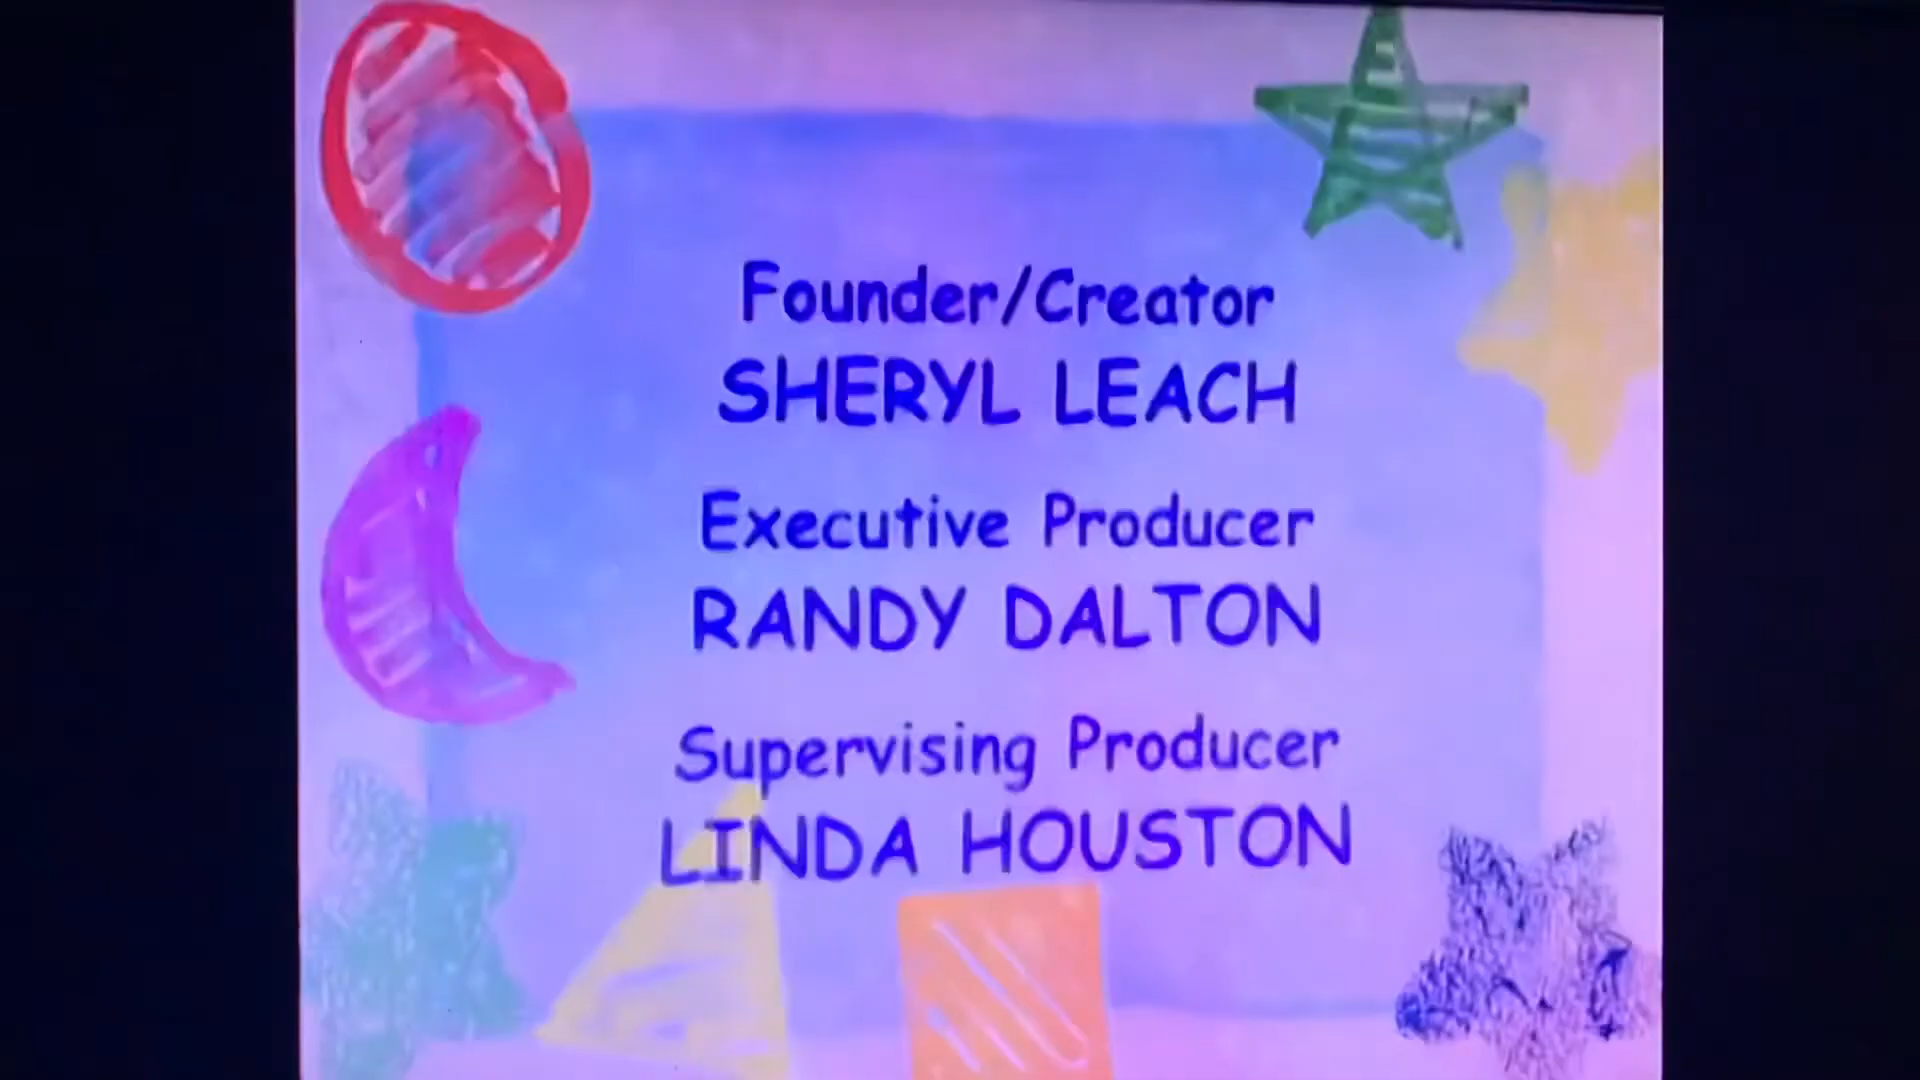 Founder/Creator
SHERYL LEACH
Executive Producer
RANDY DALTON
Supervising Producer
LINDA HOUSTON